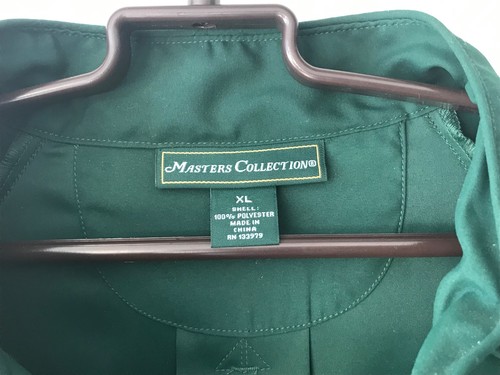 MASTERS COLLECTION®
XL
SHELL:
100% POLYESTER
MADE IN
CHINA
RN 133979